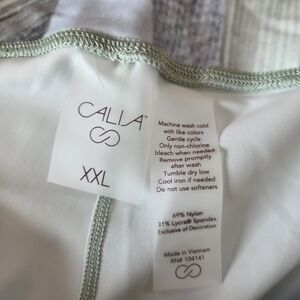 CALIA™
XXL
Machine wash cold
with like colors
Gentle cycle
Only non-chlorine
bleach when needed
Remove promptly
after wash
Tumble dry low
Cool iron if needed
Do not use softeners
69% Nylon
31% Lycra® Spandex
Exclusive of Decoration
Made in Vietnam
RN# 104141